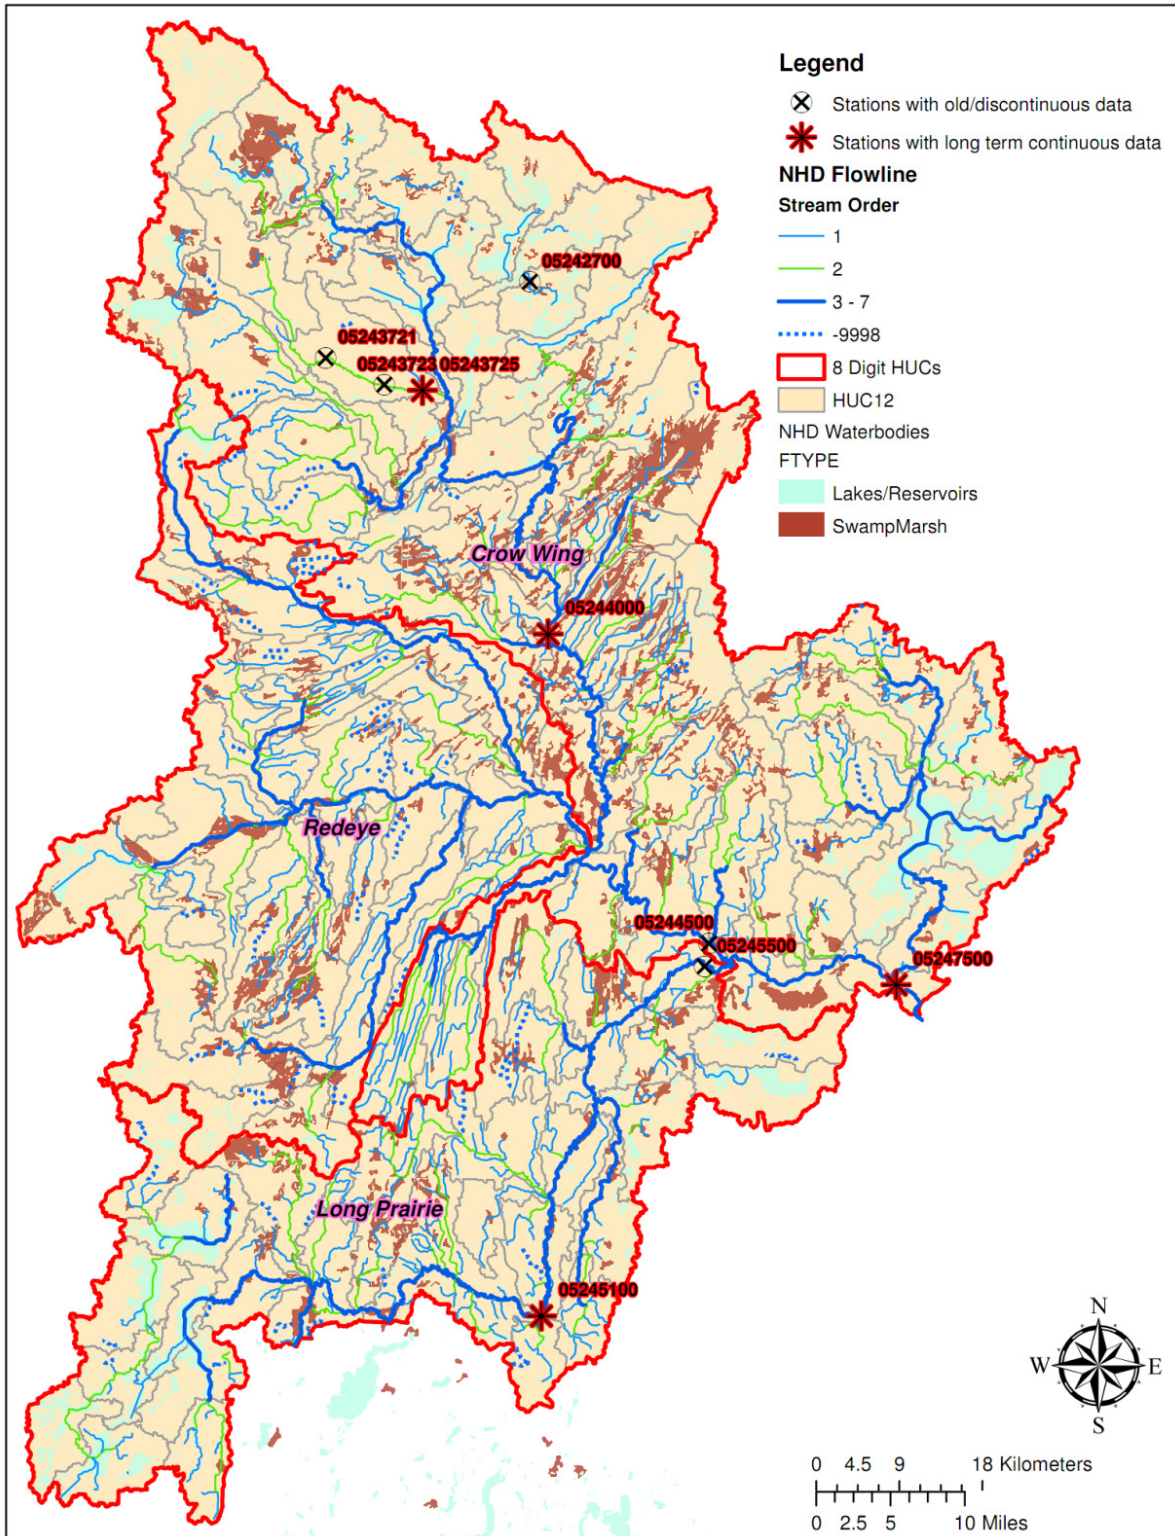 Legend
Stations with old/discontinuous data
Stations with long term continuous data
NHD Flowline
Stream Order
1
2
3 - 7
-9998
8 Digit HUCs
HUC12
NHD Waterbodies
FTYPE
Lakes/Reservoirs
SwampMarsh
05242700
05243721
05243723 05243725
Crow Wing
05244000
Redeye
05244500
05245500
05247500
Long Prairie
05245100
N
W E
S
0 4.5 9 18 Kilometers
0 2.5 5 10 Miles